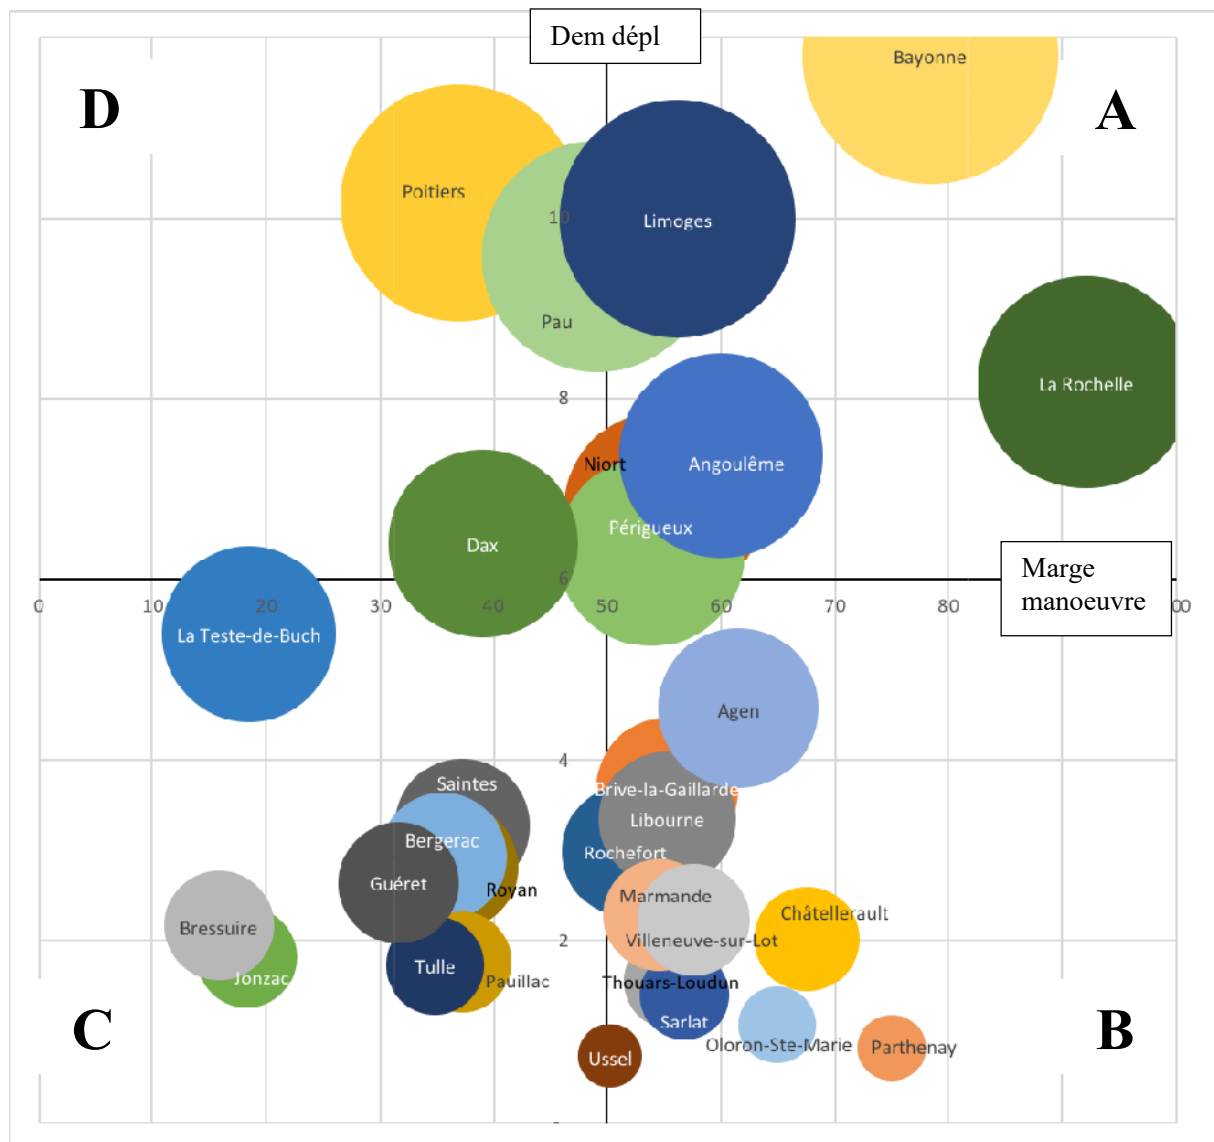 Dem dépl
D
A
Bayonne
Poitiers
10
Limoges
Pau
8
La Rochelle
Niort
Angoulême
Périgueux
Dax
6
Marge
manoeuvre
0
10
20
30
40
50
60
70
80
00
La Teste-de-Buch
Agen
4
Saintes
Brive-la-Gaillarde
Libourne
Bergerac
Rochefort
Guéret
Royan
Marmande
Châtellerault
Bressuire
2
Villeneuve-sur-Lot
Tulle
Jonzac
Pauillac
Thouars-Loudun
Sarlat
C
B
Oloron-Ste-Marie
Parthenay
Ussel
-